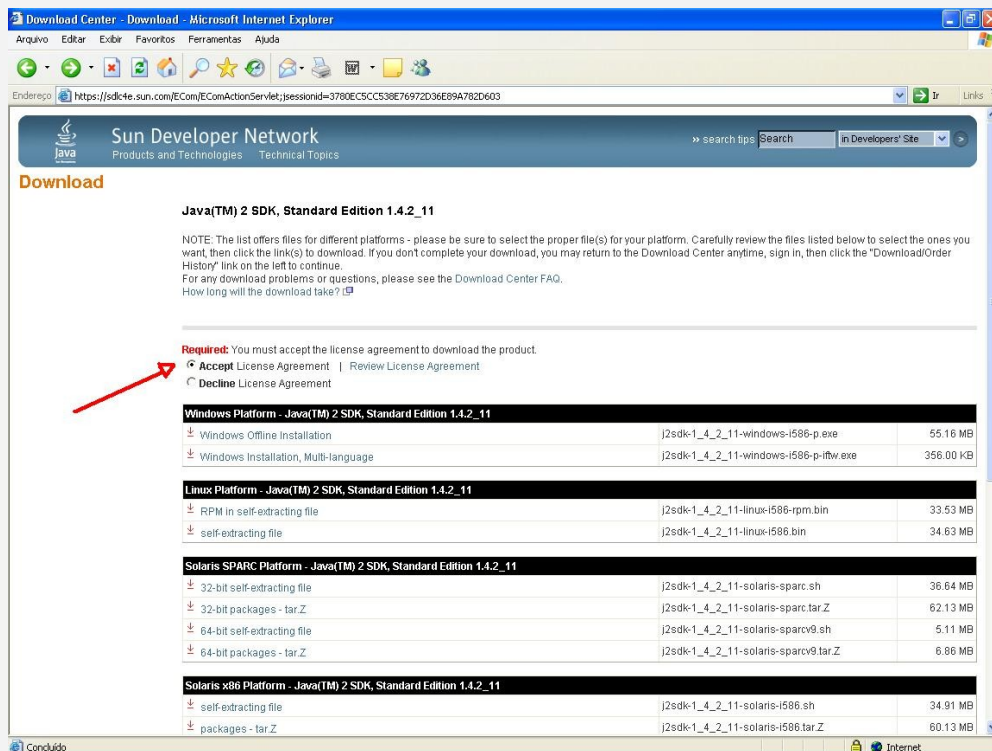 Download Center - Download - Microsoft Internet Explorer
Arquivo Editar Exibir Favoritos Ferramentas Ajuda
Endereço https://sdlc4e.sun.com/ECom/EComActionServlet;jsessionid=3780EC5CC538E76972D36E89A782D603 Ir Links
Java Sun Developer Network » search tips Search in Developers' Site
Products and Technologies Technical Topics
Download
Java(TM) 2 SDK, Standard Edition 1.4.2_11
NOTE: The list offers files for different platforms - please be sure to select the proper file(s) for your platform. Carefully review the files listed below to select the ones you
want, then click the link(s) to download. If you don't complete your download, you may return to the Download Center anytime, sign in, then click the "Download/Order
History" link on the left to continue.
For any download problems or questions, please see the Download Center FAQ.
How long will the download take?
Required: You must accept the license agreement to download the product.
Accept License Agreement | Review License Agreement
Decline License Agreement
Windows Platform - Java(TM) 2 SDK, Standard Edition 1.4.2_11
Windows Offline Installation j2sdk-1_4_2_11-windows-i586-p.exe 55.16 MB
Windows Installation, Multi-language j2sdk-1_4_2_11-windows-i586-p-iftw.exe 356.00 KB
Linux Platform - Java(TM) 2 SDK, Standard Edition 1.4.2_11
RPM in self-extracting file j2sdk-1_4_2_11-linux-i586-rpm.bin 33.53 MB
self-extracting file j2sdk-1_4_2_11-linux-i586.bin 34.63 MB
Solaris SPARC Platform - Java(TM) 2 SDK, Standard Edition 1.4.2_11
32-bit self-extracting file j2sdk-1_4_2_11-solaris-sparc.sh 36.64 MB
32-bit packages - tar.Z j2sdk-1_4_2_11-solaris-sparc.tar.Z 62.13 MB
64-bit self-extracting file j2sdk-1_4_2_11-solaris-sparcv9.sh 5.11 MB
64-bit packages - tar.Z j2sdk-1_4_2_11-solaris-sparcv9.tar.Z 6.86 MB
Solaris x86 Platform - Java(TM) 2 SDK, Standard Edition 1.4.2_11
self-extracting file j2sdk-1_4_2_11-solaris-i586.sh 34.91 MB
packages - tar.Z j2sdk-1_4_2_11-solaris-i586.tar.Z 60.13 MB
Concluído Internet